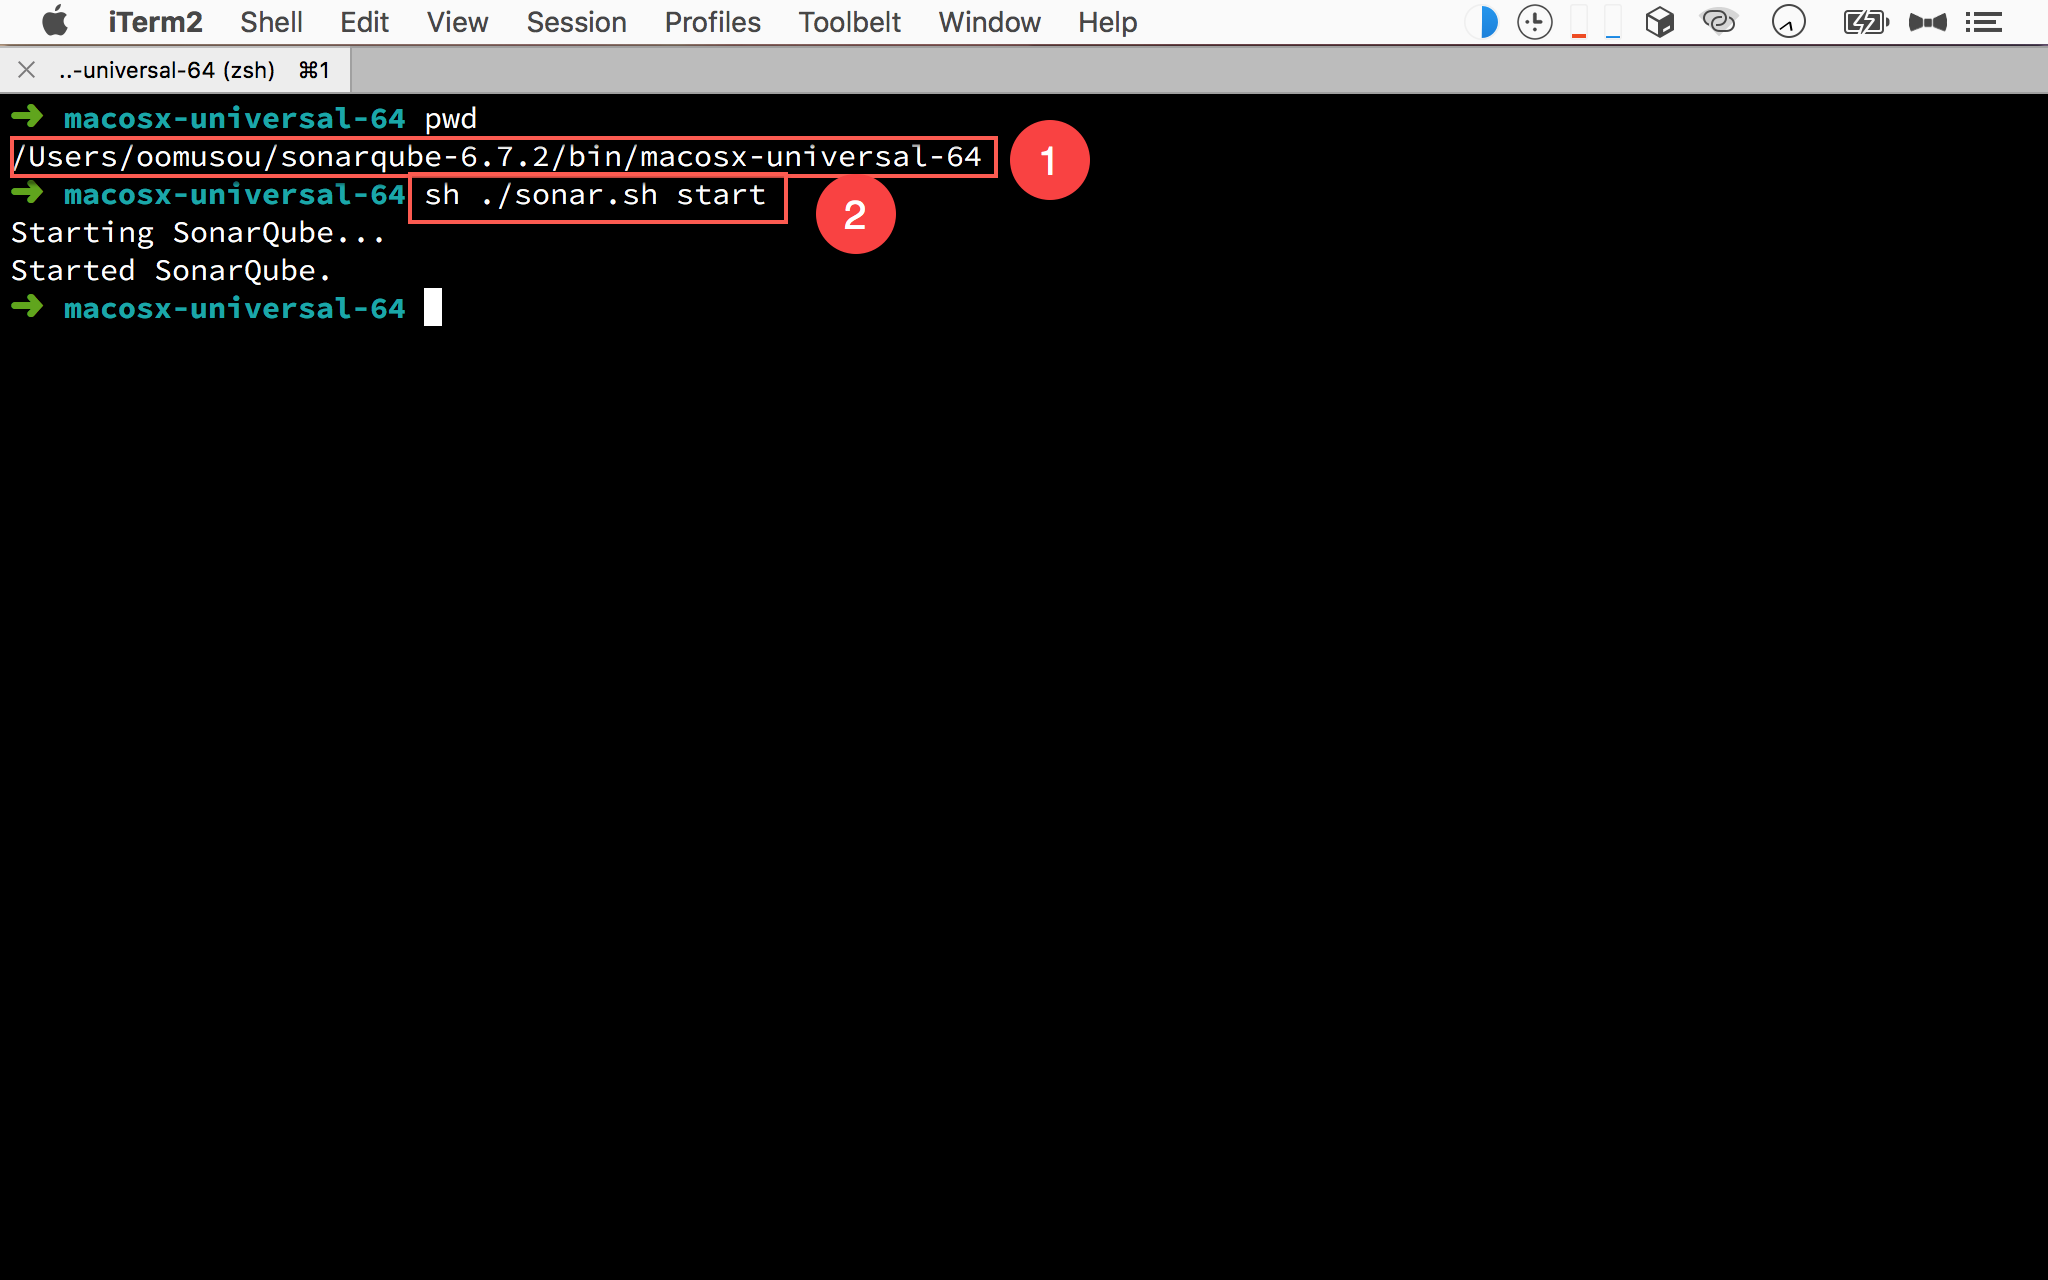 iTerm2 Shell Edit View Session Profiles Toolbelt Window Help
..-universal-64 (zsh) ⌘1
➜ macosx-universal-64 pwd
/Users/oomusou/sonarqube-6.7.2/bin/macosx-universal-64
1
➜ macosx-universal-64 sh ./sonar.sh start
2
Starting SonarQube...
Started SonarQube.
➜ macosx-universal-64